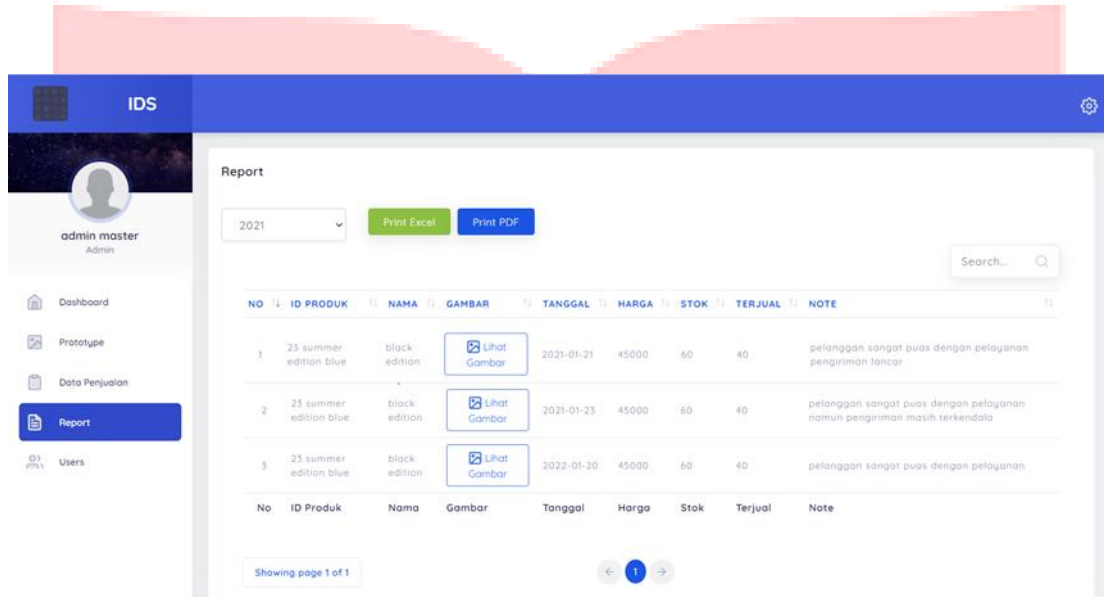 IDS
admin master
Admin
Dashboard
Prototype
Data Penjualan
Report
Users
Report
2021
Print Excel
Print PDF
Search...
NO ID PRODUK NAMA GAMBAR TANGGAL HARGA STOK TERJUAL NOTE
1 23 summer edition blue black edition Lihat Gambar 2021-01-21 45000 60 40 pelanggan sangat puas dengan pelayanan pengiriman lancar
2 23 summer edition blue black edition Lihat Gambar 2021-01-23 45000 60 40 pelanggan sangat puas dengan pelayanan namun pengiriman masih terkendala
3 23 summer edition blue black edition Lihat Gambar 2022-01-20 45000 60 40 pelanggan sangat puas dengan pelayanan
No ID Produk Nama Gambar Tanggal Harga Stok Terjual Note
Showing page 1 of 1
1